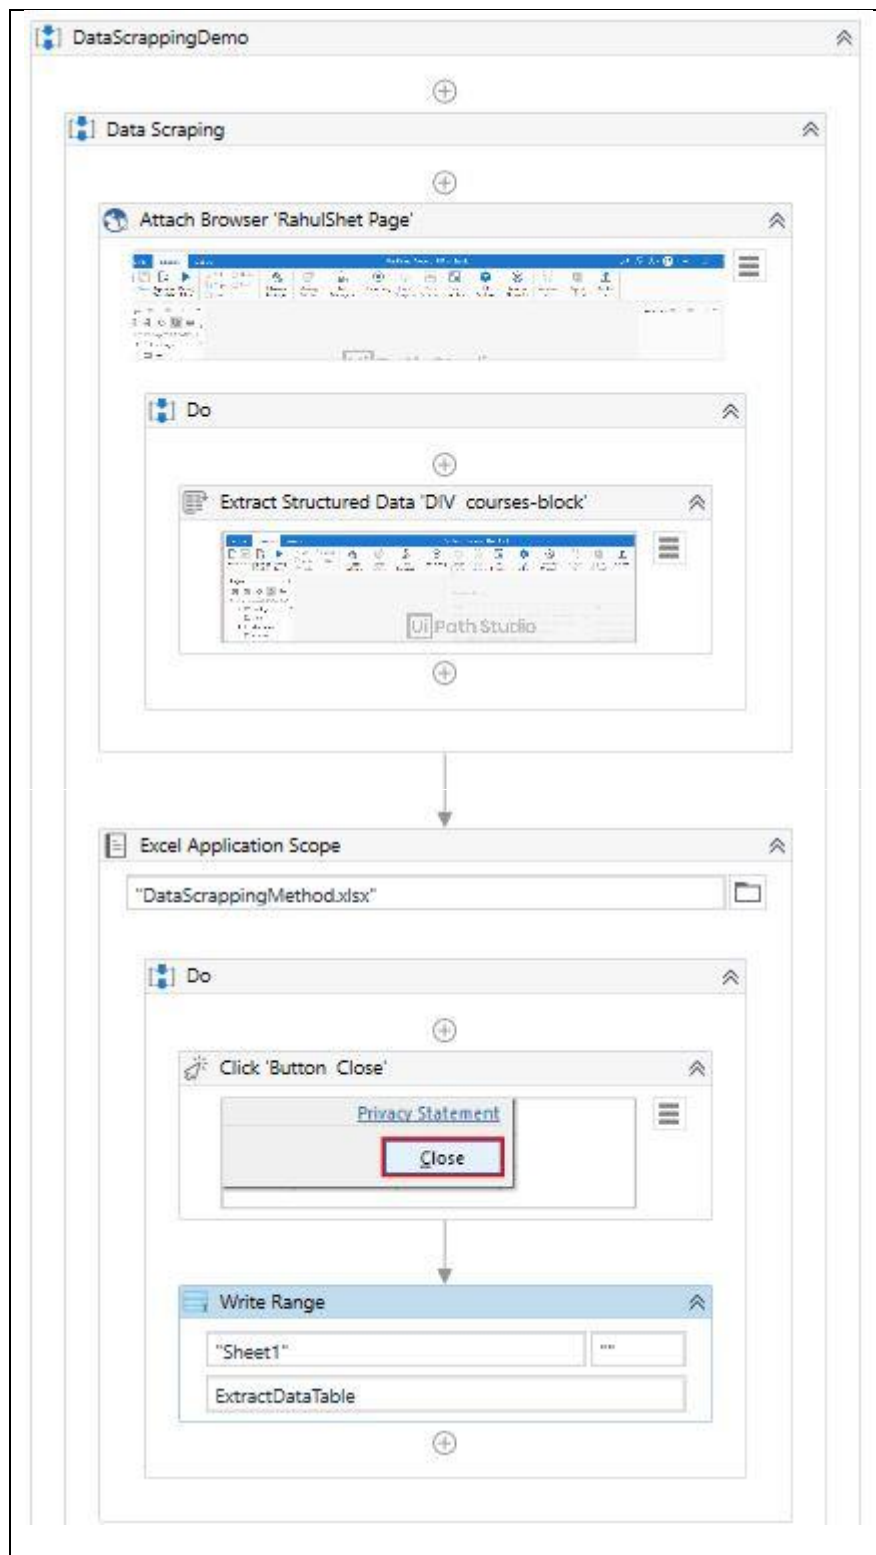 DataScrappingDemo
Data Scraping
Attach Browser 'RahulShet Page'
Do
Extract Structured Data 'DIV courses-block'
UiPath Studio
Excel Application Scope
"DataScrappingMethod.xlsx"
Do
Click 'Button Close'
Privacy Statement
Close
Write Range
"Sheet1"
""
ExtractDataTable